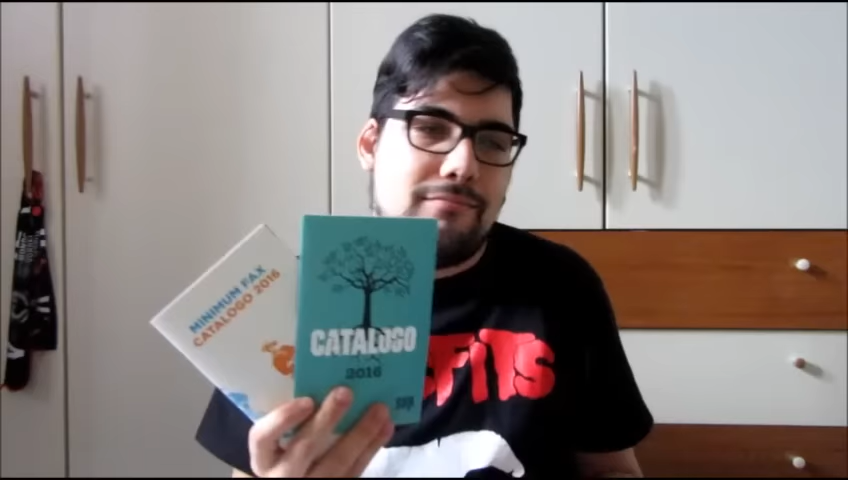 MINIMUM FAX
CATALOGO 2016
CATALOGO
2016
FITS